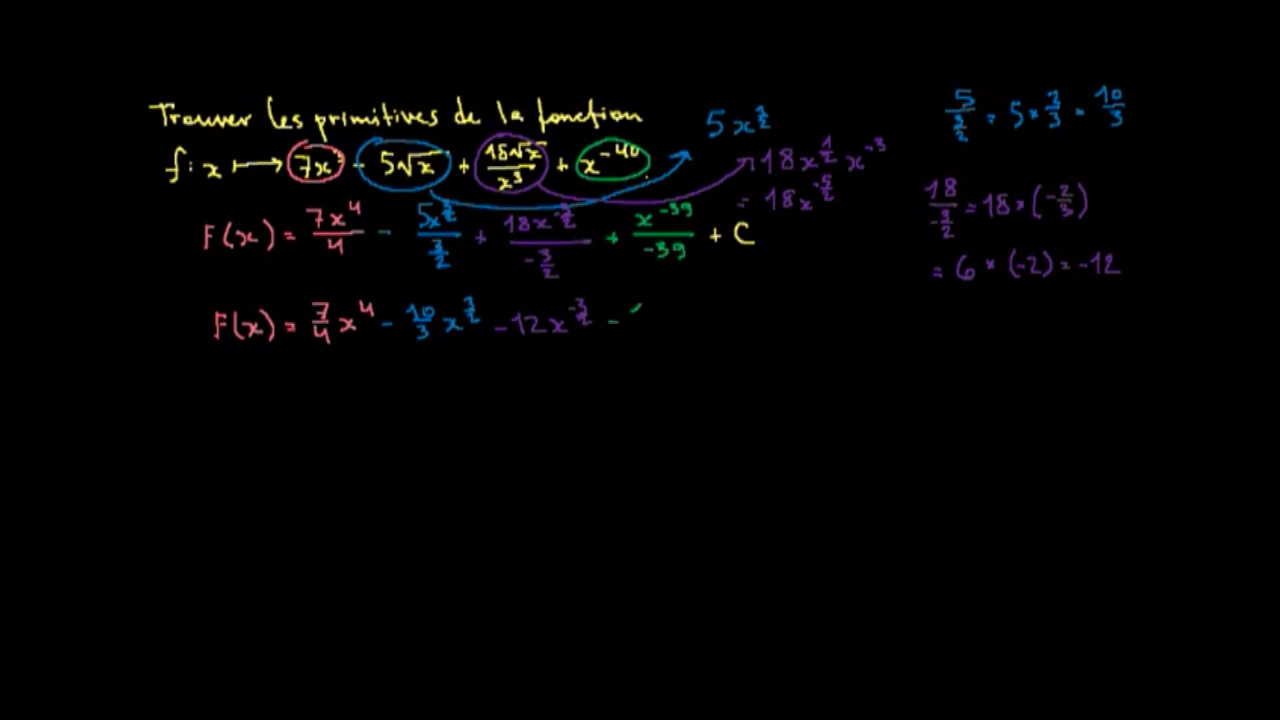 Trouver les primitives de la fonction
f: x ⟼ 7x³ - 5√x + 18√x/x³ + x⁻⁴⁰
5x^(1/2)
18x^(1/2) x⁻³
= 18x^(-5/2)
F(x) = 7x⁴/4 - 5x^(3/2)/(3/2) + 18x^(-3/2)/(-3/2) + x⁻³⁹/-39 + C
F(x) = 7/4 x⁴ - 10/3 x^(3/2) - 12x^(-3/2) -
5/(3/2) = 5 × 2/3 = 10/3
18/(-3/2) = 18 × (-2/3)
= 6 × (-2) = -12